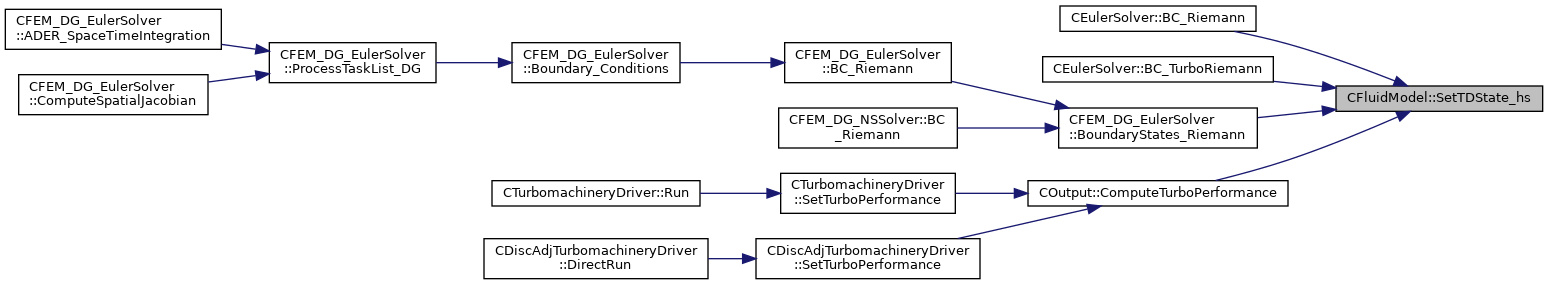 CFEM_DG_EulerSolver
::ADER_SpaceTimeIntegration
CFEM_DG_EulerSolver
::ComputeSpatialJacobian
CFEM_DG_EulerSolver
::ProcessTaskList_DG
CFEM_DG_EulerSolver
::Boundary_Conditions
CFEM_DG_EulerSolver
::BC_Riemann
CEulerSolver::BC_Riemann
CEulerSolver::BC_TurboRiemann
CFluidModel::SetTDState_hs
CFEM_DG_NSSolver::BC
_Riemann
CFEM_DG_EulerSolver
::BoundaryStates_Riemann
CTurbomachineryDriver::Run
CTurbomachineryDriver
::SetTurboPerformance
COutput::ComputeTurboPerformance
CDiscAdjTurbomachineryDriver
::DirectRun
CDiscAdjTurbomachineryDriver
::SetTurboPerformance